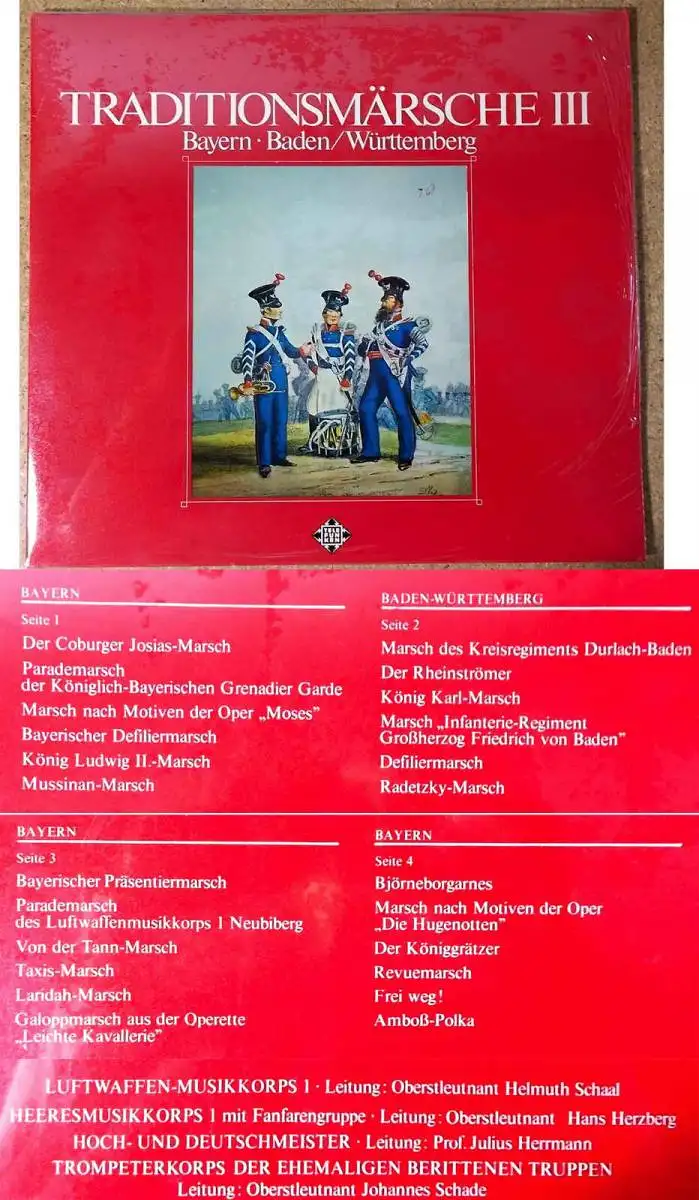 TRADITIONSMÄRSCHE III
Bayern · Baden/Württemberg
TELE
FUN
KEN
BAYERN
Seite 1
Der Coburger Josias-Marsch
Parademarsch
der Königlich-Bayerischen Grenadier Garde
Marsch nach Motiven der Oper „Moses”
Bayerischer Defiliermarsch
König Ludwig II.-Marsch
Mussinan-Marsch
BADEN-WÜRTTEMBERG
Seite 2
Marsch des Kreisregiments Durlach-Baden
Der Rheinströmer
König Karl-Marsch
Marsch „Infanterie-Regiment
Großherzog Friedrich von Baden”
Defiliermarsch
Radetzky-Marsch
BAYERN
Seite 3
Bayerischer Präsentiermarsch
Parademarsch
des Luftwaffenmusikkorps 1 Neubiberg
Von der Tann-Marsch
Taxis-Marsch
Laridah-Marsch
Galoppmarsch aus der Operette
„Leichte Kavallerie”
BAYERN
Seite 4
Björneborgarnes
Marsch nach Motiven der Oper
„Die Hugenotten”
Der Königgrätzer
Revuemarsch
Frei weg!
Amboß-Polka
LUFTWAFFEN-MUSIKKORPS 1 · Leitung: Oberstleutnant Helmuth Schaal
HEERESMUSIKKORPS 1 mit Fanfarengruppe · Leitung: Oberstleutnant Hans Herzberg
HOCH- UND DEUTSCHMEISTER · Leitung: Prof. Julius Herrmann
TROMPETERKORPS DER EHEMALIGEN BERITTENEN TRUPPEN
Leitung: Oberstleutnant Johannes Schade